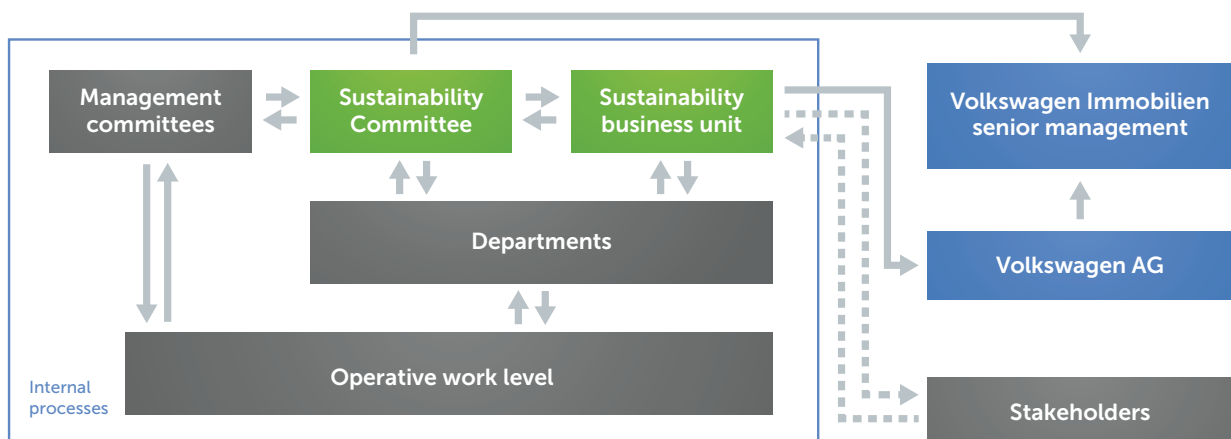 Management
committees
Sustainability
Committee
Sustainability
business unit
Volkswagen Immobilien
senior management
Departments
Volkswagen AG
Operative work level
Internal
processes
Stakeholders